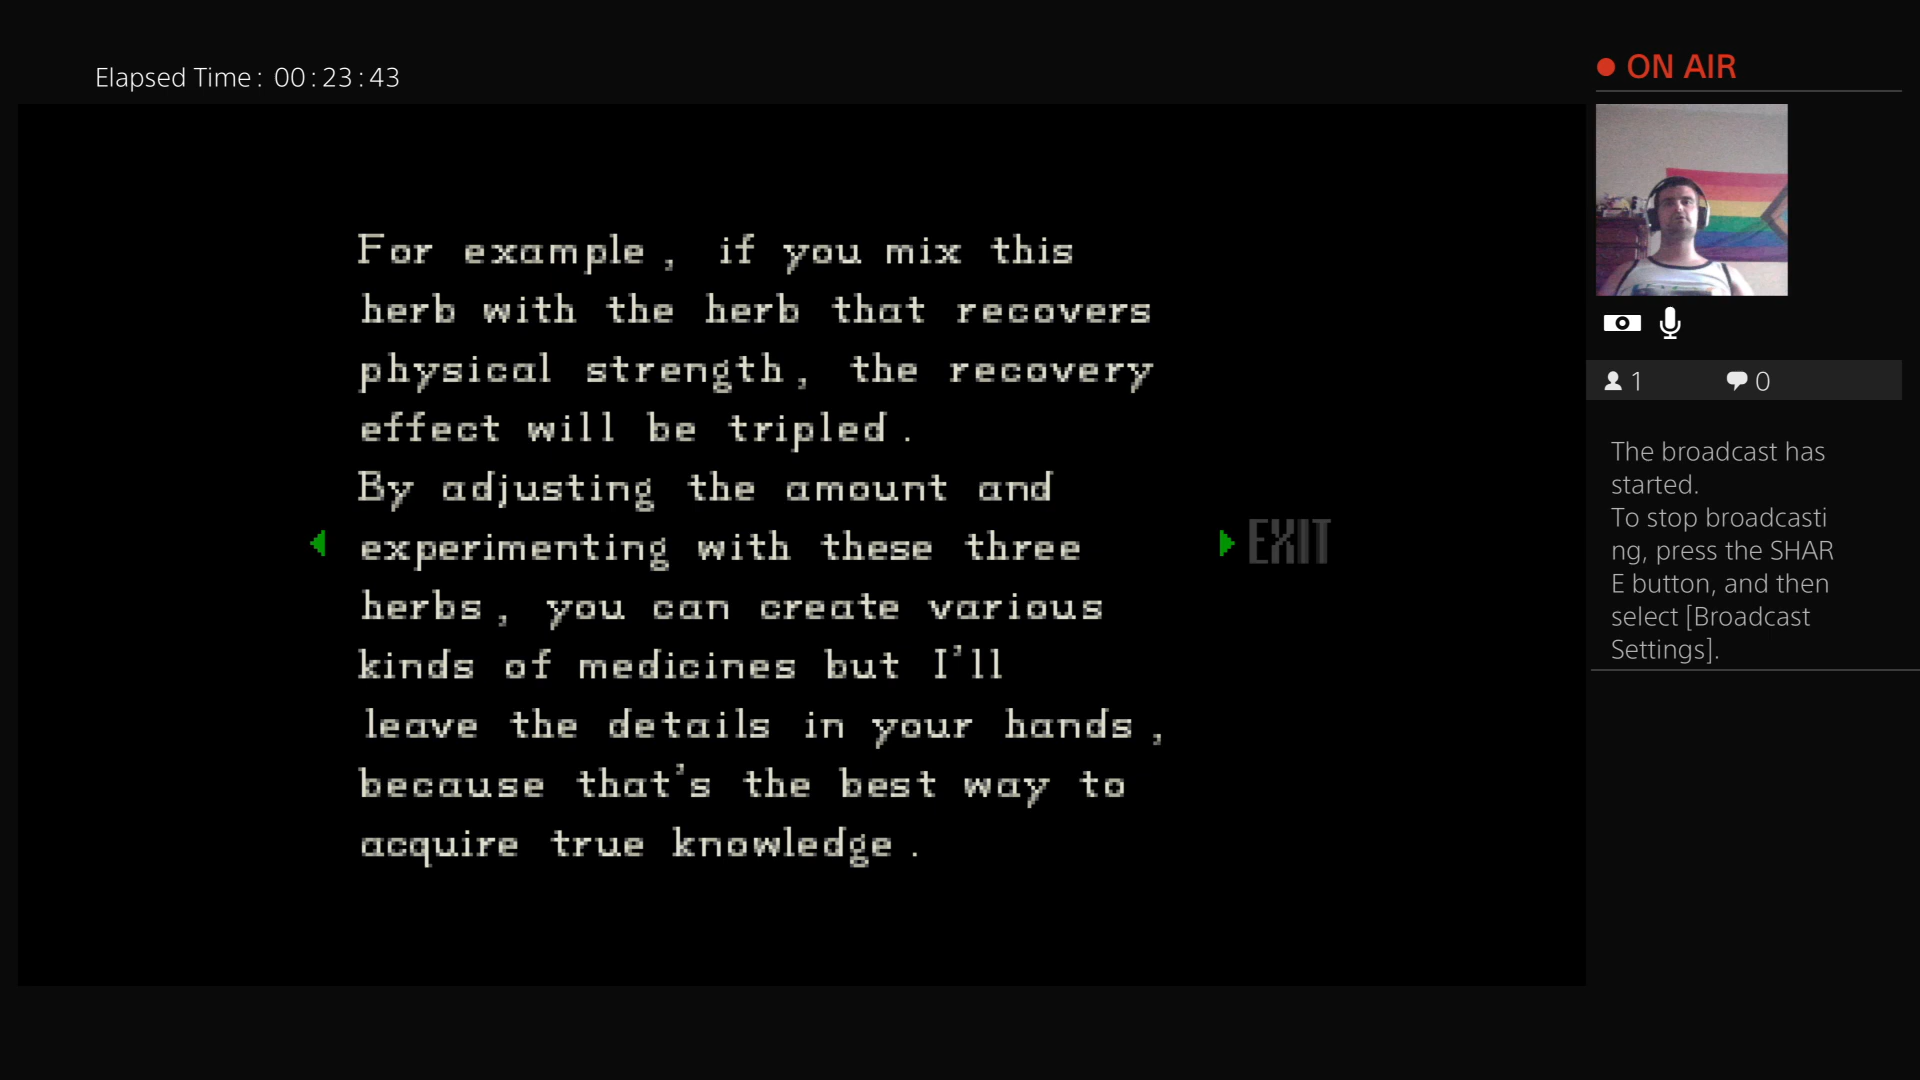 Elapsed Time: 00:23:43
ON AIR
For example, if you mix this
herb with the herb that recovers
physical strength, the recovery
effect will be tripled.
By adjusting the amount and
experimenting with these three
herbs, you can create various
kinds of medicines but I'll
leave the details in your hands,
because that's the best way to
acquire true knowledge.
EXIT
1
0
The broadcast has
started.
To stop broadcasti
ng, press the SHAR
E button, and then
select [Broadcast
Settings].